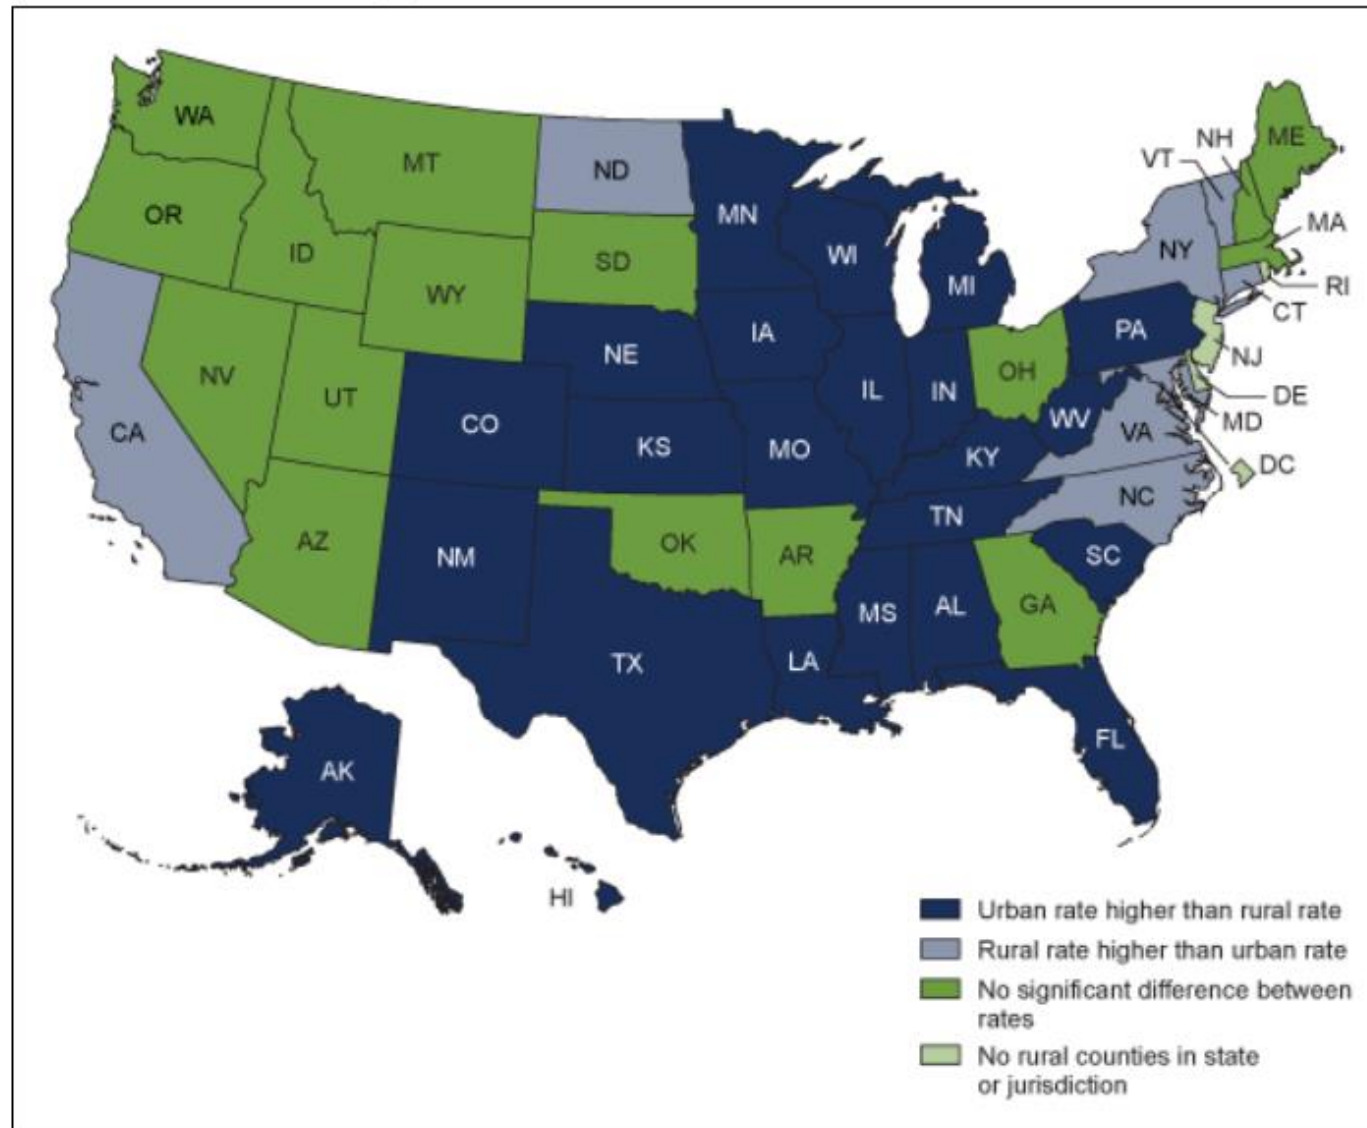 WA
MT
ND
MN
OR
ID
WY
SD
WI
MI
NH
ME
VT
MA
NY
RI
CT
PA
NJ
DE
MD
DC
NV
UT
CO
NE
IA
IL
IN
OH
WV
VA
CA
KS
MO
KY
NC
TN
SC
AZ
NM
OK
AR
MS
AL
GA
TX
LA
FL
AK
HI
Urban rate higher than rural rate
Rural rate higher than urban rate
No significant difference between
rates
No rural counties in state
or jurisdiction